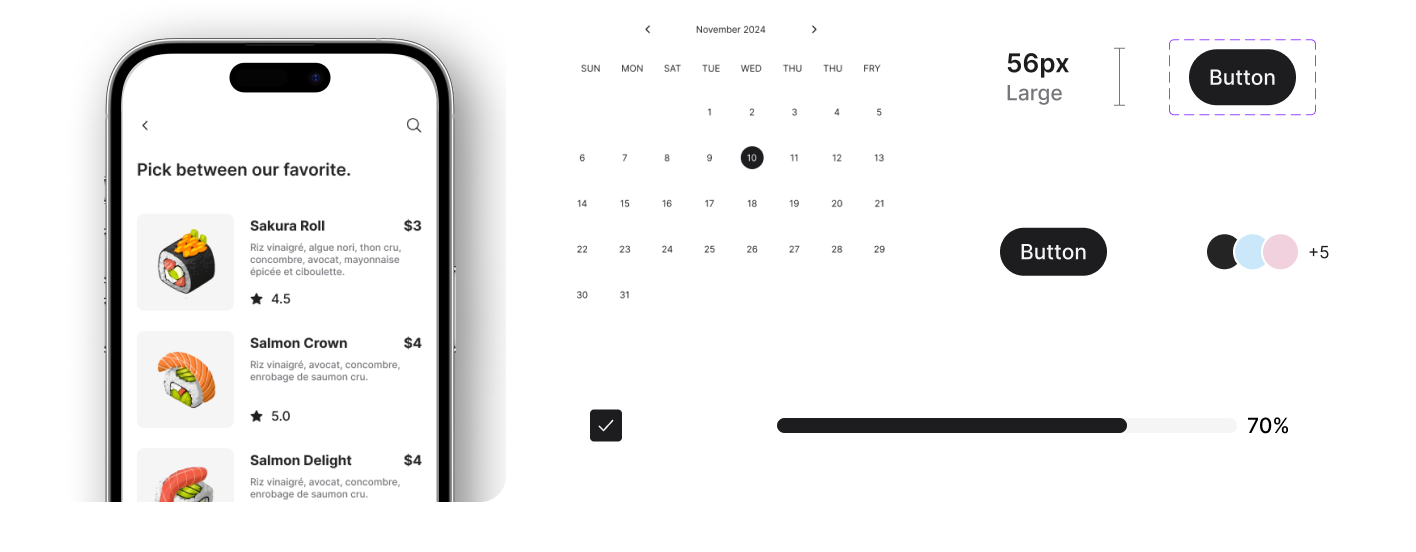 Pick between our favorite.
Sakura Roll $3
Riz vinaigré, algue nori, thon cru,
concombre, avocat, mayonnaise
épicée et ciboulette.
4.5
Salmon Crown $4
Riz vinaigré, avocat, concombre,
enrobage de saumon cru.
5.0
Salmon Delight $4
Riz vinaigré, avocat, concombre,
enrobage de saumon cru.
November 2024
SUN MON SAT TUE WED THU THU FRY
1 2 3 4 5
6 7 8 9 10 11 12 13
14 15 16 17 18 19 20 21
22 23 24 25 26 27 28 29
30 31
56px
Large
Button
Button
+5
70%